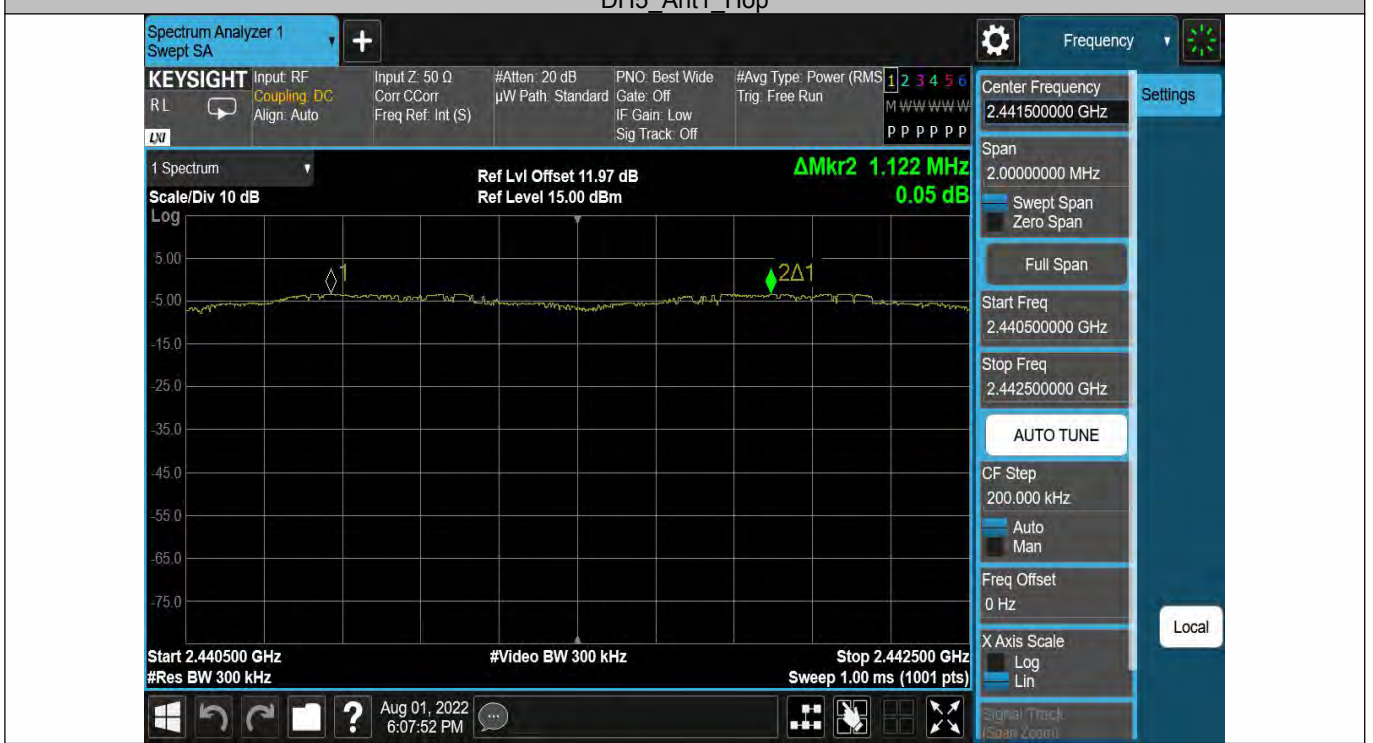 DH5_Ant1_Hop
Spectrum Analyzer 1
Swept SA
Frequency
KEYSIGHT
RL
LXI
Input: RF
Coupling: DC
Align: Auto
Input Z: 50 Ω
Corr CCorr
Freq Ref: Int (S)
#Atten: 20 dB
µW Path: Standard
PNO: Best Wide
Gate: Off
IF Gain: Low
Sig Track: Off
#Avg Type: Power (RMS
Trig: Free Run
1 2 3 4 5 6
M W W W W W
P P P P P P
1 Spectrum
Scale/Div 10 dB
Log
Ref Lvl Offset 11.97 dB
Ref Level 15.00 dBm
ΔMkr2 1.122 MHz
0.05 dB
5.00
-5.00
-15.0
-25.0
-35.0
-45.0
-55.0
-65.0
-75.0
1
2Δ1
Start 2.440500 GHz
#Res BW 300 kHz
#Video BW 300 kHz
Stop 2.442500 GHz
Sweep 1.00 ms (1001 pts)
Center Frequency
2.441500000 GHz
Settings
Span
2.00000000 MHz
Swept Span
Zero Span
Full Span
Start Freq
2.440500000 GHz
Stop Freq
2.442500000 GHz
AUTO TUNE
CF Step
200.000 kHz
Auto
Man
Freq Offset
0 Hz
X Axis Scale
Log
Lin
Local
Signal Track
(Span Zoom)
?
Aug 01, 2022
6:07:52 PM